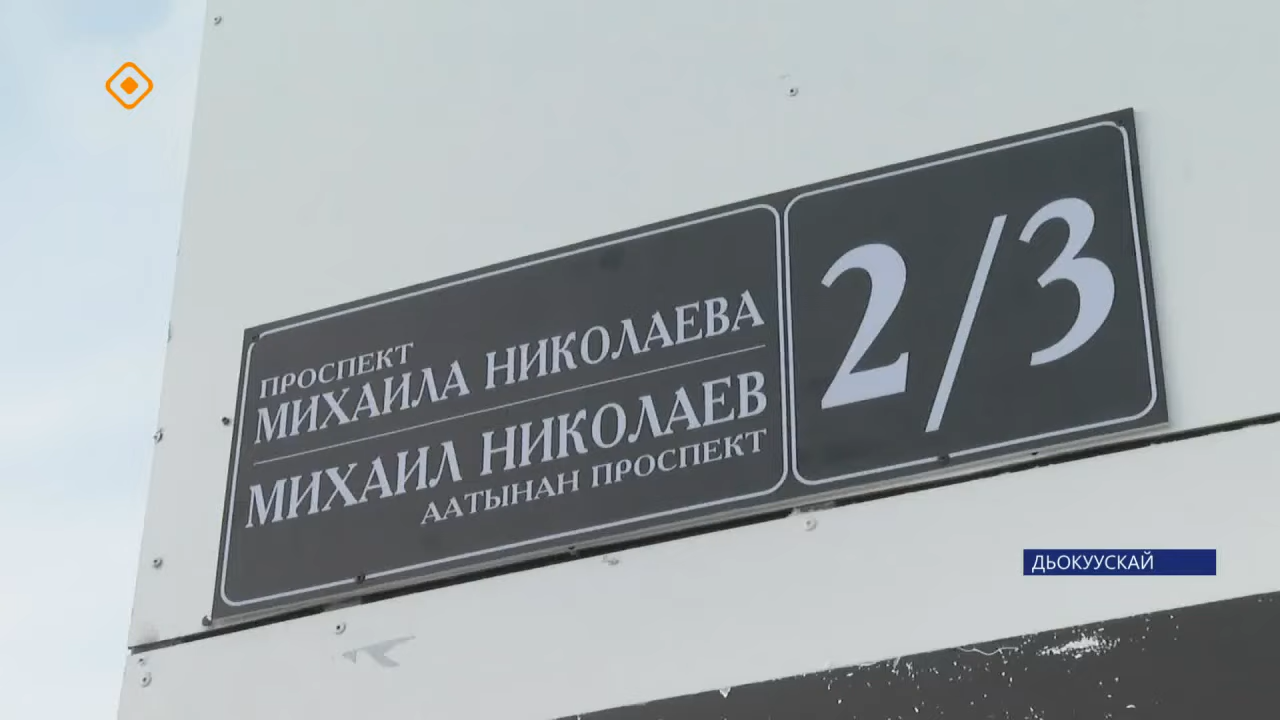 ПРОСПЕКТ
МИХАИЛА НИКОЛАЕВА
МИХАИЛ НИКОЛАЕВ
ААТЫНАН ПРОСПЕКТ
2/3
ДЬОКУУСКАЙ